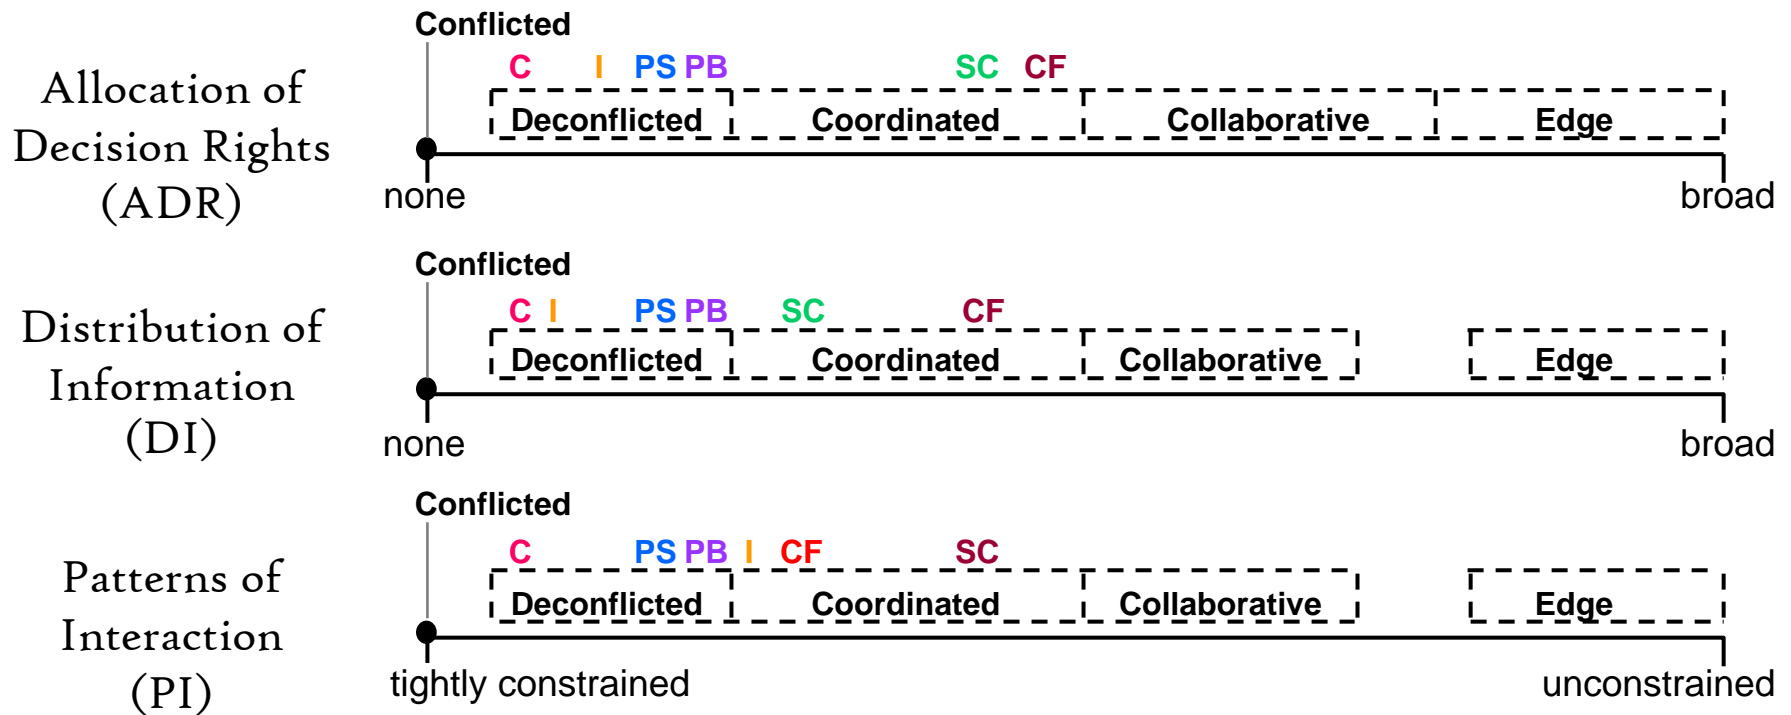 Conflicted
C I PS PB SC CF
Allocation of
Decision Rights
(ADR)
Deconflicted Coordinated Collaborative Edge
none broad
Conflicted
C I PS PB SC CF
Distribution of
Information
(DI)
Deconflicted Coordinated Collaborative Edge
none broad
Conflicted
C PS PB I CF SC
Patterns of
Interaction
(PI)
Deconflicted Coordinated Collaborative Edge
tightly constrained unconstrained